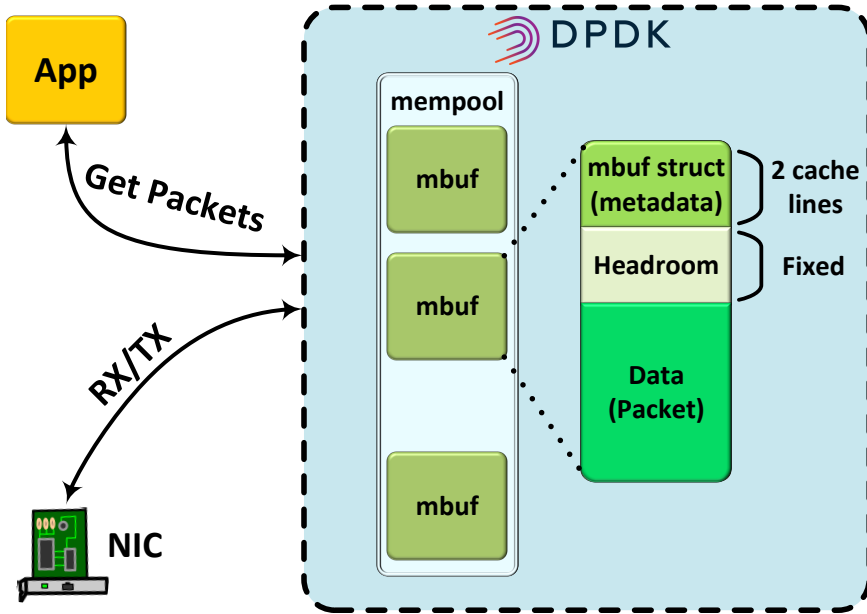 DPDK
App
mempool
mbuf
mbuf struct
(metadata)
2 cache
lines
Get Packets
mbuf
Headroom
Fixed
RX/TX
Data
(Packet)
mbuf
NIC